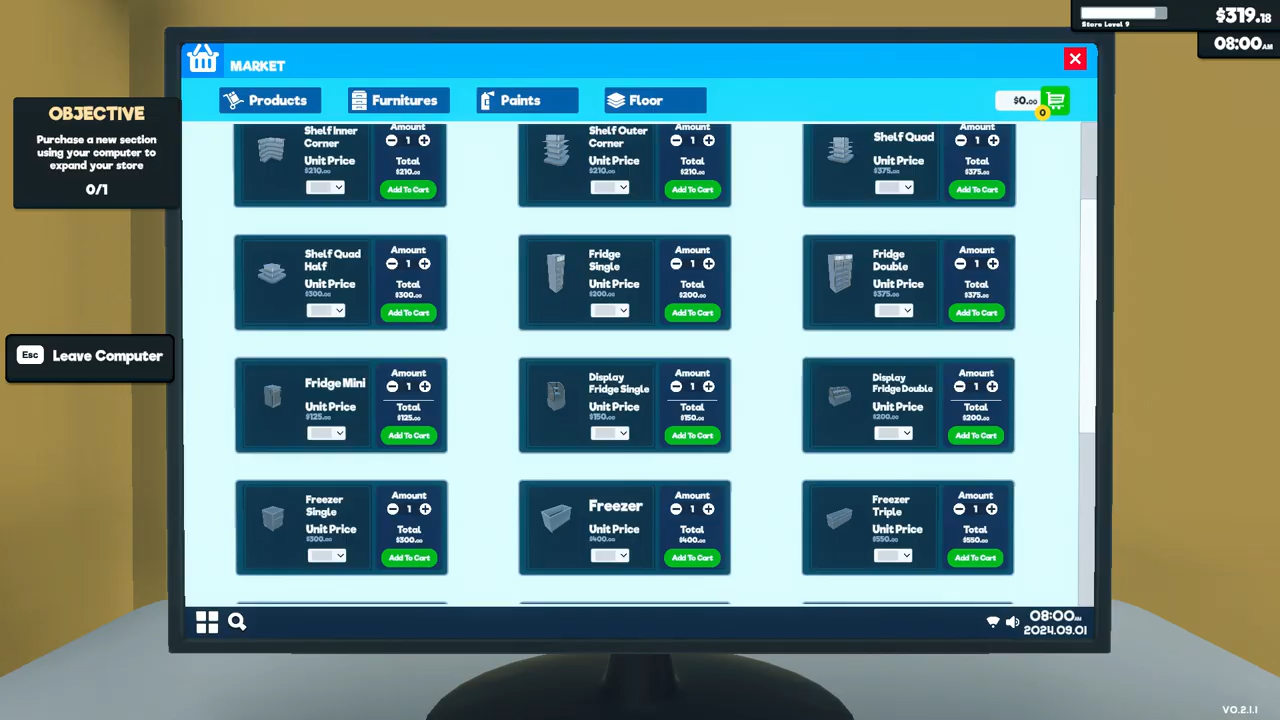 Store Level 9
$319.18
08:00AM
MARKET
Products
Furnitures
Paints
Floor
$0.00
0
OBJECTIVE
Purchase a new section
using your computer to
expand your store
0/1
Esc
Leave Computer
Shelf Inner
Corner
Unit Price
$210.00
Amount
1
Total
$210.00
Add To Cart
Shelf Outer
Corner
Unit Price
$210.00
Amount
1
Total
$210.00
Add To Cart
Shelf Quad
Unit Price
$375.00
Amount
1
Total
$375.00
Add To Cart
Shelf Quad
Half
Unit Price
$300.00
Amount
1
Total
$300.00
Add To Cart
Fridge
Single
Unit Price
$200.00
Amount
1
Total
$200.00
Add To Cart
Fridge
Double
Unit Price
$375.00
Amount
1
Total
$375.00
Add To Cart
Fridge Mini
Unit Price
$125.00
Amount
1
Total
$125.00
Add To Cart
Display
Fridge Single
Unit Price
$150.00
Amount
1
Total
$150.00
Add To Cart
Display
Fridge Double
Unit Price
$200.00
Amount
1
Total
$200.00
Add To Cart
Freezer
Single
Unit Price
$300.00
Amount
1
Total
$300.00
Add To Cart
Freezer
Unit Price
$400.00
Amount
1
Total
$400.00
Add To Cart
Freezer
Triple
Unit Price
$550.00
Amount
1
Total
$550.00
Add To Cart
08:00AM
2024.09.01
V0.2.1.1